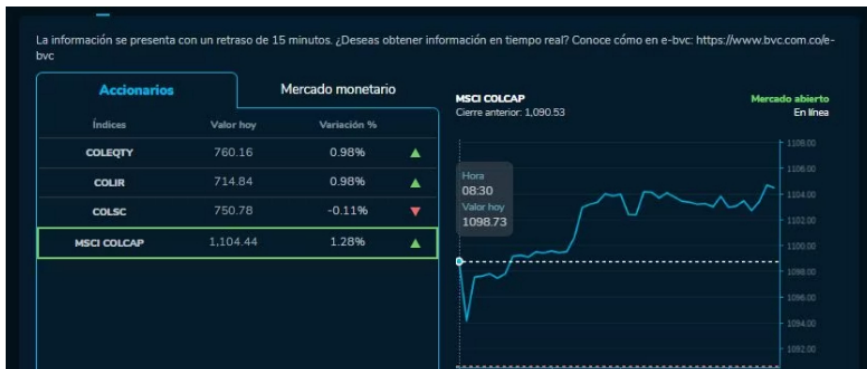 La información se presenta con un retraso de 15 minutos. ¿Deseas obtener información en tiempo real? Conoce cómo en e-bvc: https://www.bvc.com.co/e-
bvc
Accionarios
Mercado monetario
Índices Valor hoy Variación %
COLEQTY 760.16 0.98%
COLIR 714.84 0.98%
COLSC 750.78 -0.11%
MSCI COLCAP 1,104.44 1.28%
MSCI COLCAP
Cierre anterior: 1,090.53
Mercado abierto
En línea
Hora
08:30
Valor hoy
1098.73
1108.00
1106.00
1104.00
1102.00
1100.00
1098.00
1096.00
1094.00
1092.00